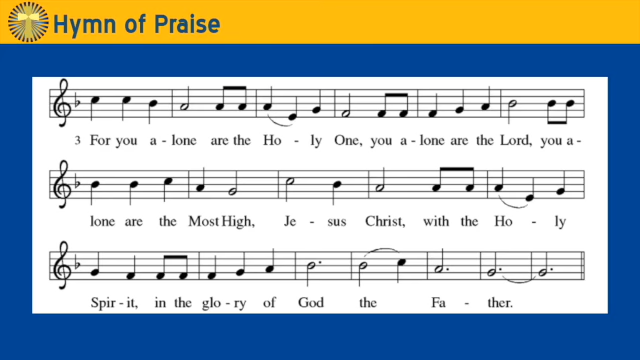 Hymn of Praise
3 For you a - lone are the Ho - ly One, you a - lone are the Lord, you a -
lone are the Most High, Je - sus Christ, with the Ho - ly
Spir - it, in the glo - ry of God the Fa - ther.